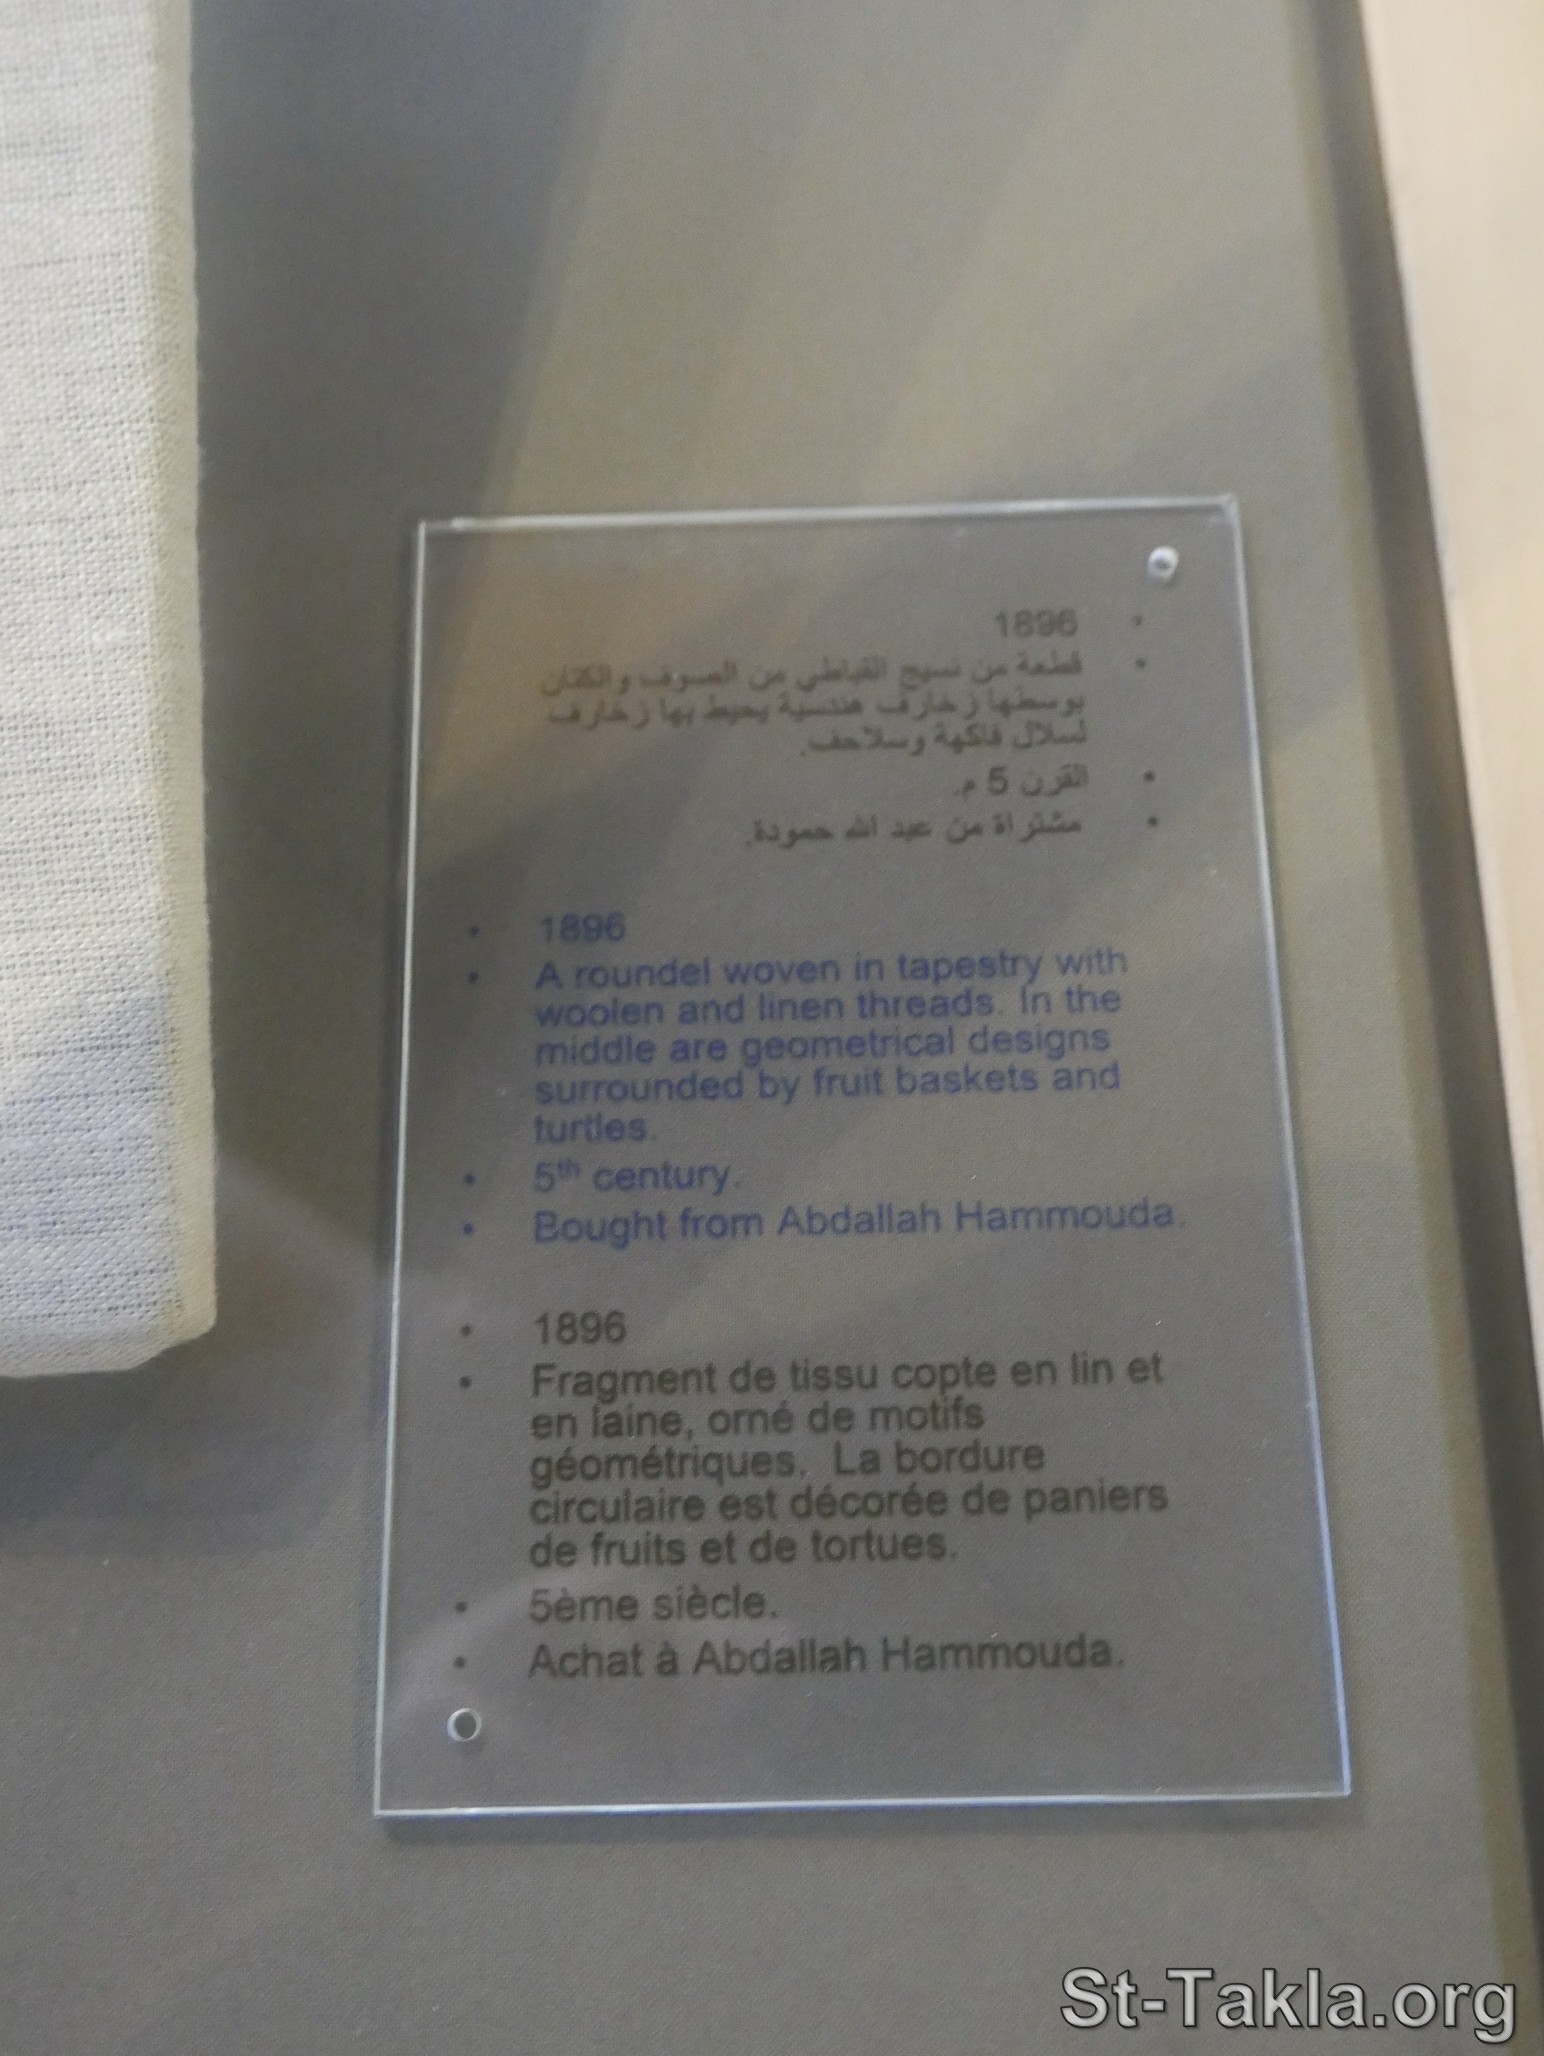 • 1896
• قطعة من نسيج القباطي من الصوف والكتان
بوسطها زخارف هندسية يحيط بها زخارف
لسلال فاكهة وسلاحف.
• القرن 5 م.
• مشتراة من عبد الله حمودة.
• 1896
• A roundel woven in tapestry with
woolen and linen threads. In the
middle are geometrical designs
surrounded by fruit baskets and
turtles.
• 5th century.
• Bought from Abdallah Hammouda.
• 1896
• Fragment de tissu copte en lin et
en laine, orné de motifs
géométriques. La bordure
circulaire est décorée de paniers
de fruits et de tortues.
• 5ème siècle.
• Achat à Abdallah Hammouda.
St-Takla.org